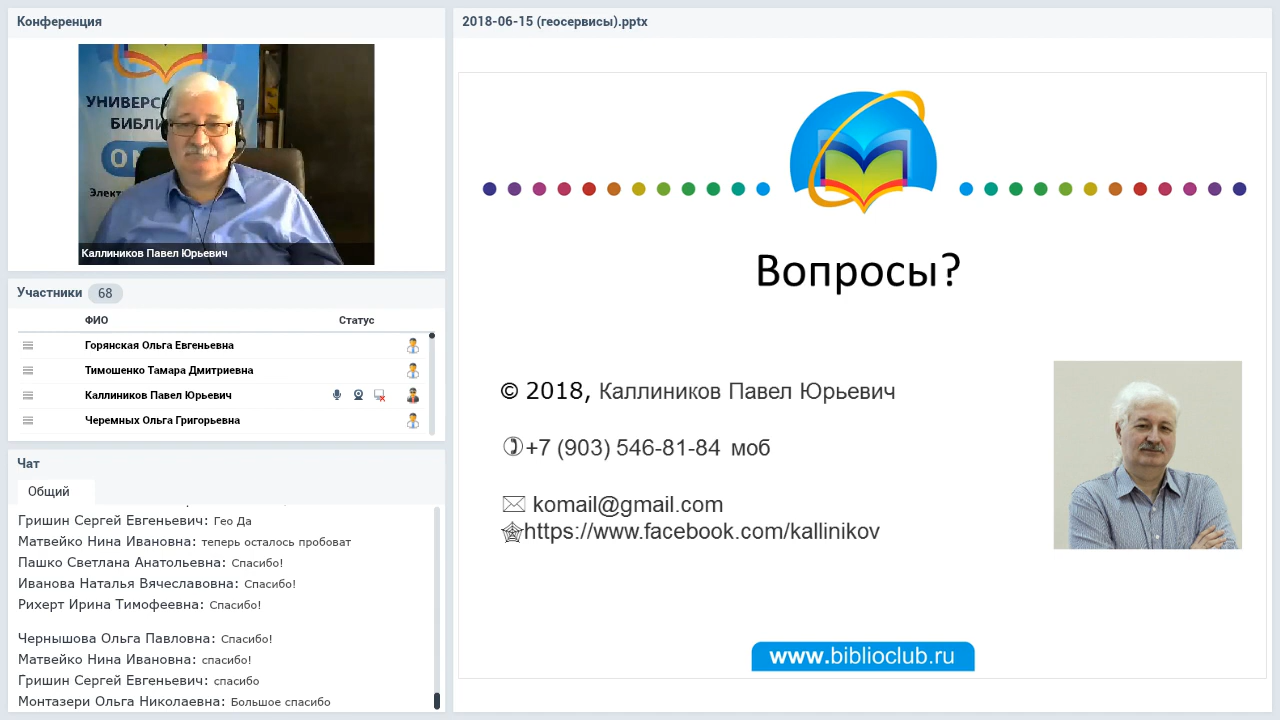 Конференция
УНИВЕРС
БИБЛИ
Каллиников Павел Юрьевич
Участники 68
ФИО Статус
Горянская Ольга Евгеньевна
Тимошенко Тамара Дмитриевна
Каллиников Павел Юрьевич
Черемных Ольга Григорьевна
Чат
Общий
Гришин Сергей Евгеньевич: Гео Да
Матвейко Нина Ивановна: теперь осталось пробоват
Пашко Светлана Анатольевна: Спасибо!
Иванова Наталья Вячеславовна: Спасибо!
Рихерт Ирина Тимофеевна: Спасибо!
Чернышова Ольга Павловна: Спасибо!
Матвейко Нина Ивановна: спасибо!
Гришин Сергей Евгеньевич: спасибо
Монтазери Ольга Николаевна: Большое спасибо
2018-06-15 (геосервисы).pptx
Вопросы?
© 2018, Каллиников Павел Юрьевич
+7 (903) 546-81-84 моб
komail@gmail.com
https://www.facebook.com/kallinikov
www.biblioclub.ru